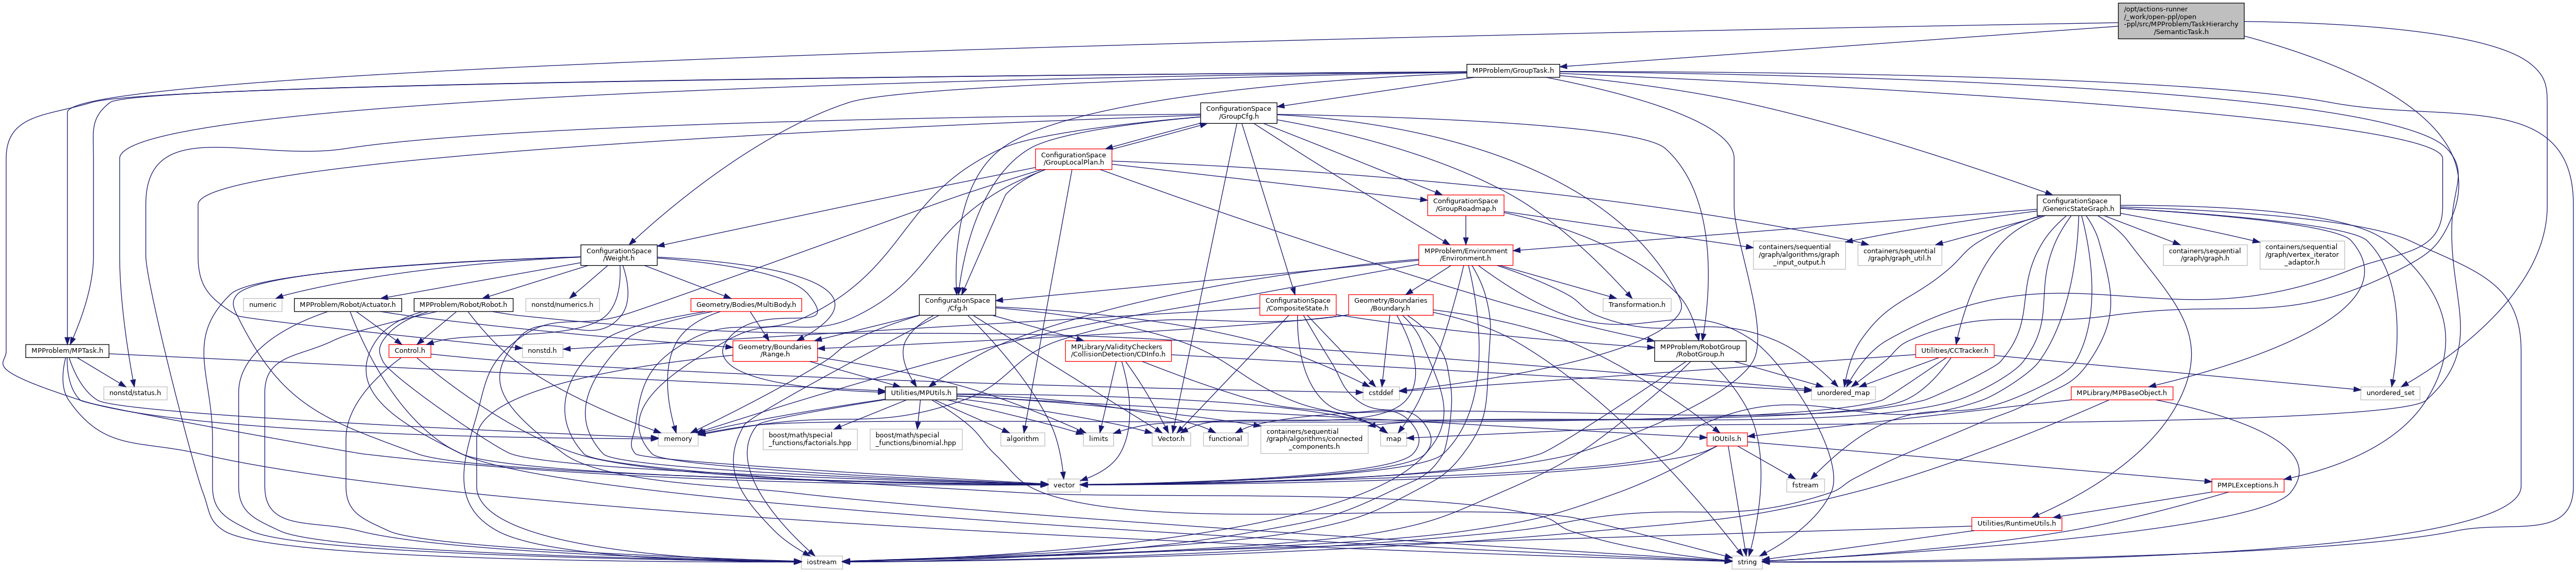 /opt/actions-runner
/_work/open-ppl/open
-ppl/src/MPProblem/TaskHierarchy
/SemanticTask.h
MPProblem/GroupTask.h
ConfigurationSpace
/GroupCfg.h
ConfigurationSpace
/GroupLocalPlan.h
ConfigurationSpace
/GroupRoadmap.h
ConfigurationSpace
/GenericStateGraph.h
ConfigurationSpace
/Weight.h
MPProblem/Environment
/Environment.h
containers/sequential
/graph/algorithms/graph
_input_output.h
containers/sequential
/graph/graph_util.h
containers/sequential
/graph/graph.h
containers/sequential
/graph/vertex_iterator
_adaptor.h
numeric
MPProblem/Robot/Actuator.h
MPProblem/Robot/Robot.h
nonstd/numerics.h
Geometry/Bodies/MultiBody.h
ConfigurationSpace
/Cfg.h
ConfigurationSpace
/CompositeState.h
Geometry/Boundaries
/Boundary.h
Transformation.h
MPProblem/MPTask.h
Control.h
nonstd.h
Geometry/Boundaries
/Range.h
MPLibrary/ValidityCheckers
/CollisionDetection/CDInfo.h
MPProblem/RobotGroup
/RobotGroup.h
Utilities/CCTracker.h
nonstd/status.h
Utilities/MPUtils.h
cstddef
unordered_map
MPLibrary/MPBaseObject.h
unordered_set
memory
boost/math/special
_functions/factorials.hpp
boost/math/special
_functions/binomial.hpp
algorithm
limits
Vector.h
functional
containers/sequential
/graph/algorithms/connected
_components.h
map
IOUtils.h
vector
fstream
PMPLExceptions.h
Utilities/RuntimeUtils.h
iostream
string